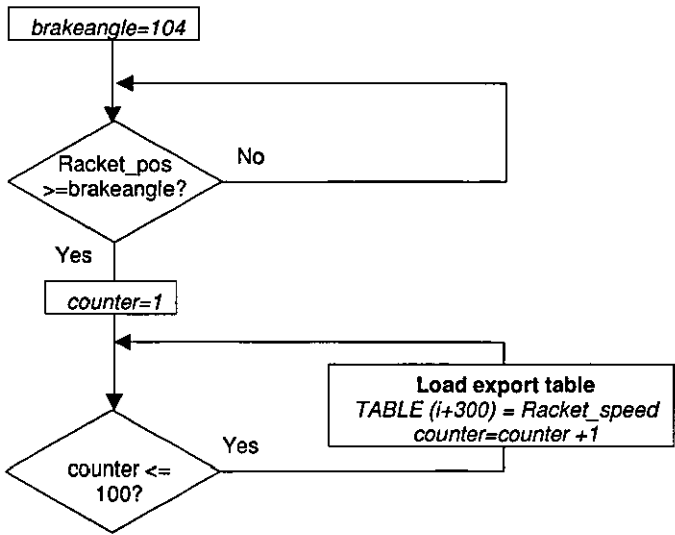 brakeangle=104
Racket_pos
>=brakeangle?
No
Yes
counter=1
Load export table
TABLE (i+300) = Racket_speed
counter=counter +1
Yes
counter <=
100?